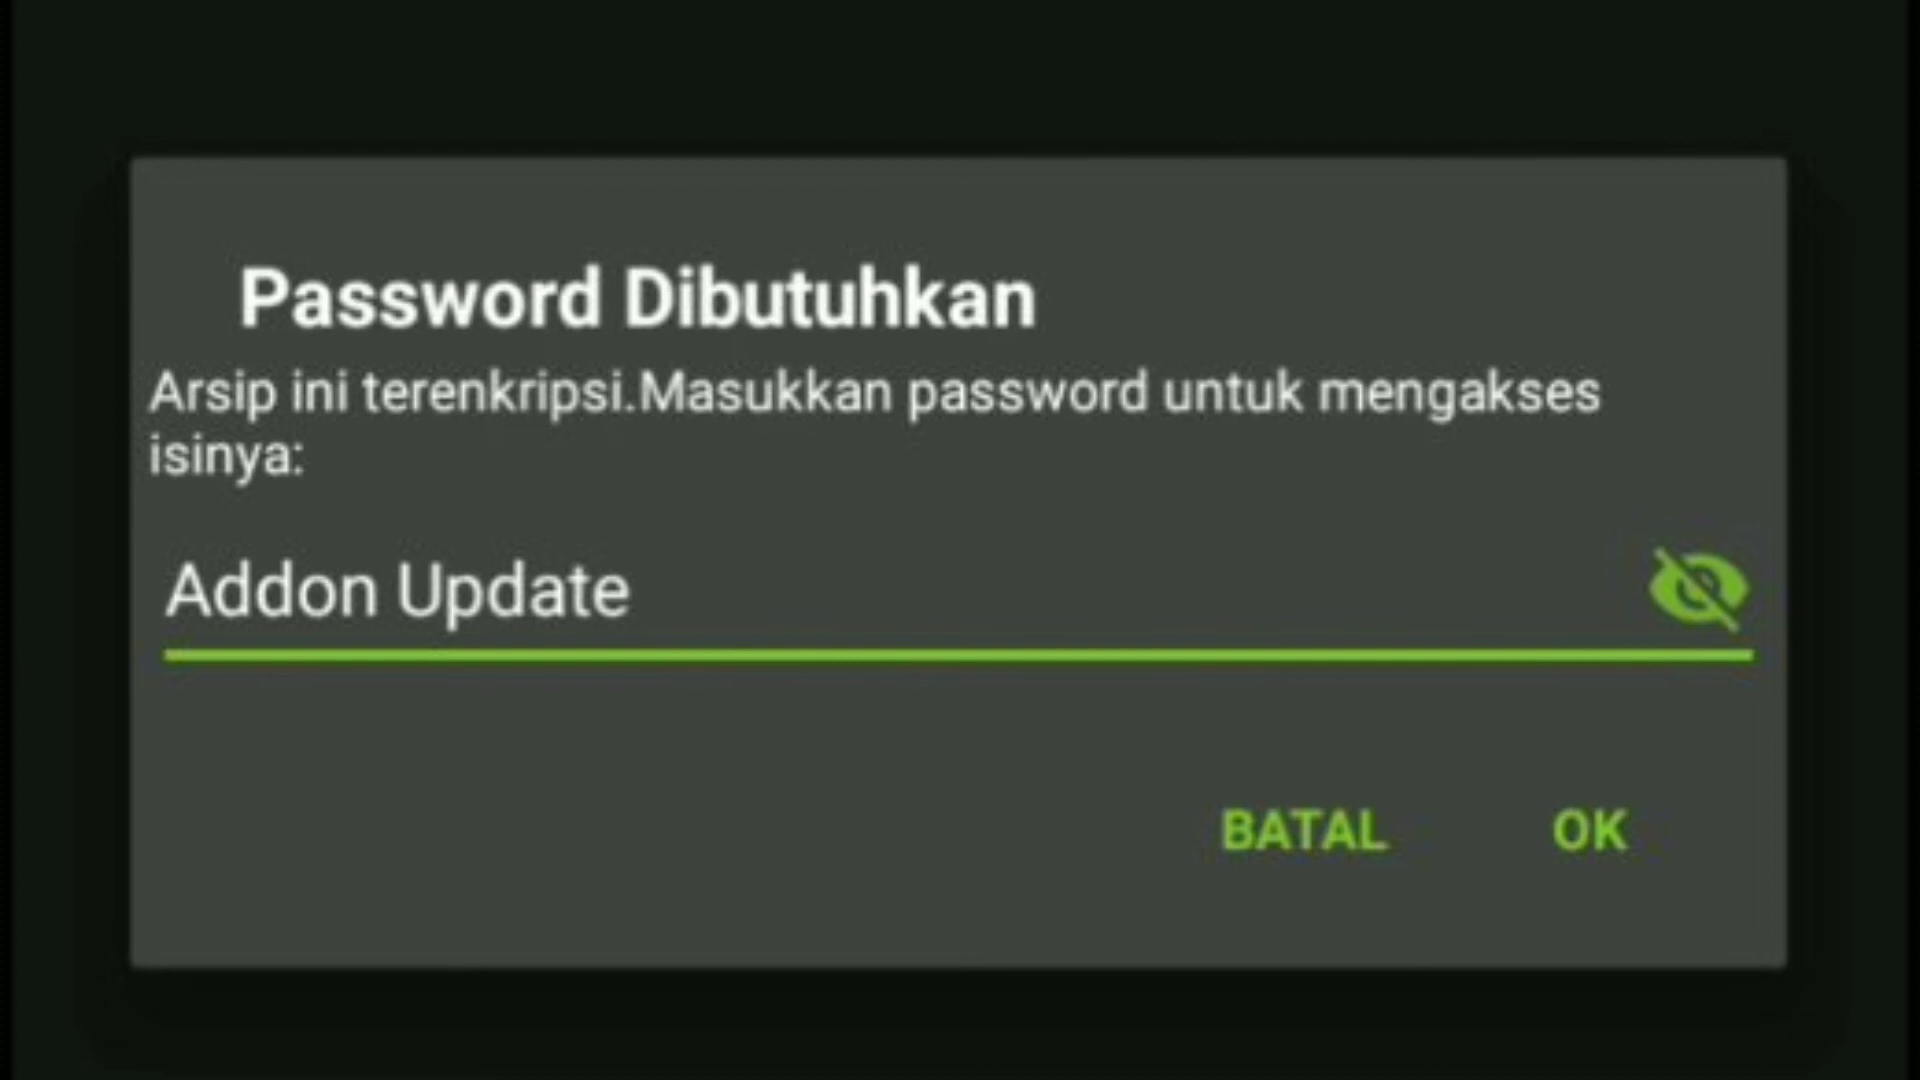 Password Dibutuhkan
Arsip ini terenkripsi.Masukkan password untuk mengakses
isinya:
Addon Update
BATAL OK